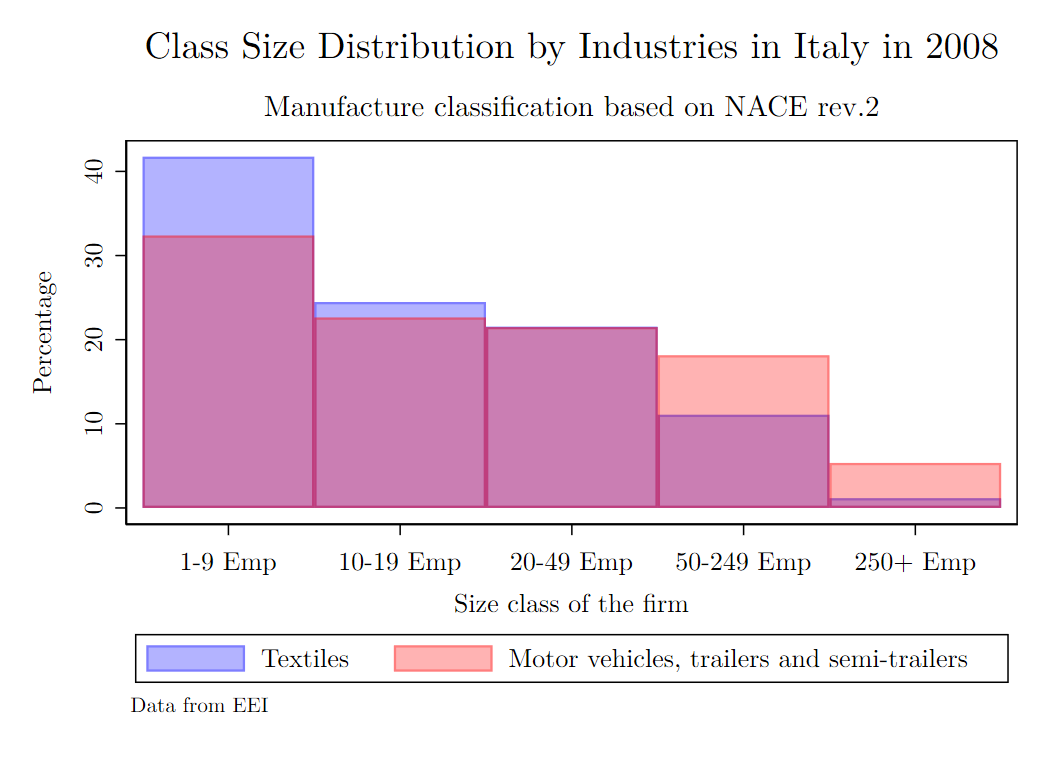 Class Size Distribution by Industries in Italy in 2008
Manufacture classification based on NACE rev.2
Percentage
40
30
20
10
0
1-9 Emp
10-19 Emp
20-49 Emp
50-249 Emp
250+ Emp
Size class of the firm
Textiles
Motor vehicles, trailers and semi-trailers
Data from EEI